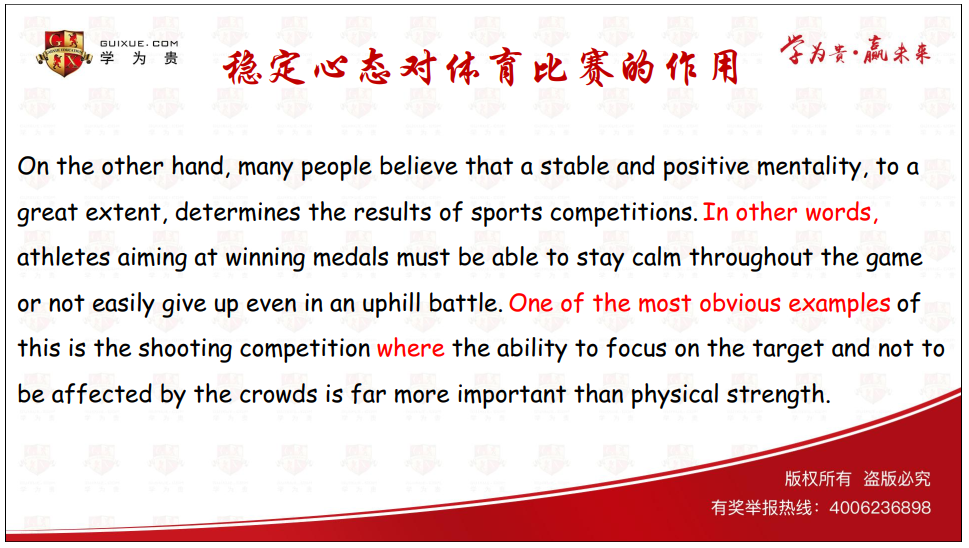 GUIXUE.COM
学为贵
稳定心态对体育比赛的作用
学为贵·赢未来
On the other hand, many people believe that a stable and positive mentality, to a
great extent, determines the results of sports competitions. In other words,
athletes aiming at winning medals must be able to stay calm throughout the game
or not easily give up even in an uphill battle. One of the most obvious examples of
this is the shooting competition where the ability to focus on the target and not to
be affected by the crowds is far more important than physical strength.
版权所有 盗版必究
有奖举报热线：4006236898